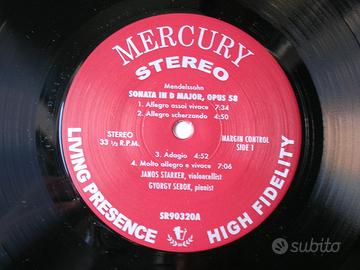 MERCURY
STEREO
Mendelssohn
SONATA IN D MAJOR, OPUS 58
1. Allegro assai vivace 7:34
2. Allegro scherzando 4:50
STEREO
33 1/3 R.P.M.
MARGIN CONTROL
SIDE 1
3. Adagio 4:52
4. Molto allegro e vivace 7:06
JANOS STARKER, violoncellist
GYORGY SEBOK, pianist
SR90320A
LIVING PRESENCE
HIGH FIDELITY
subito